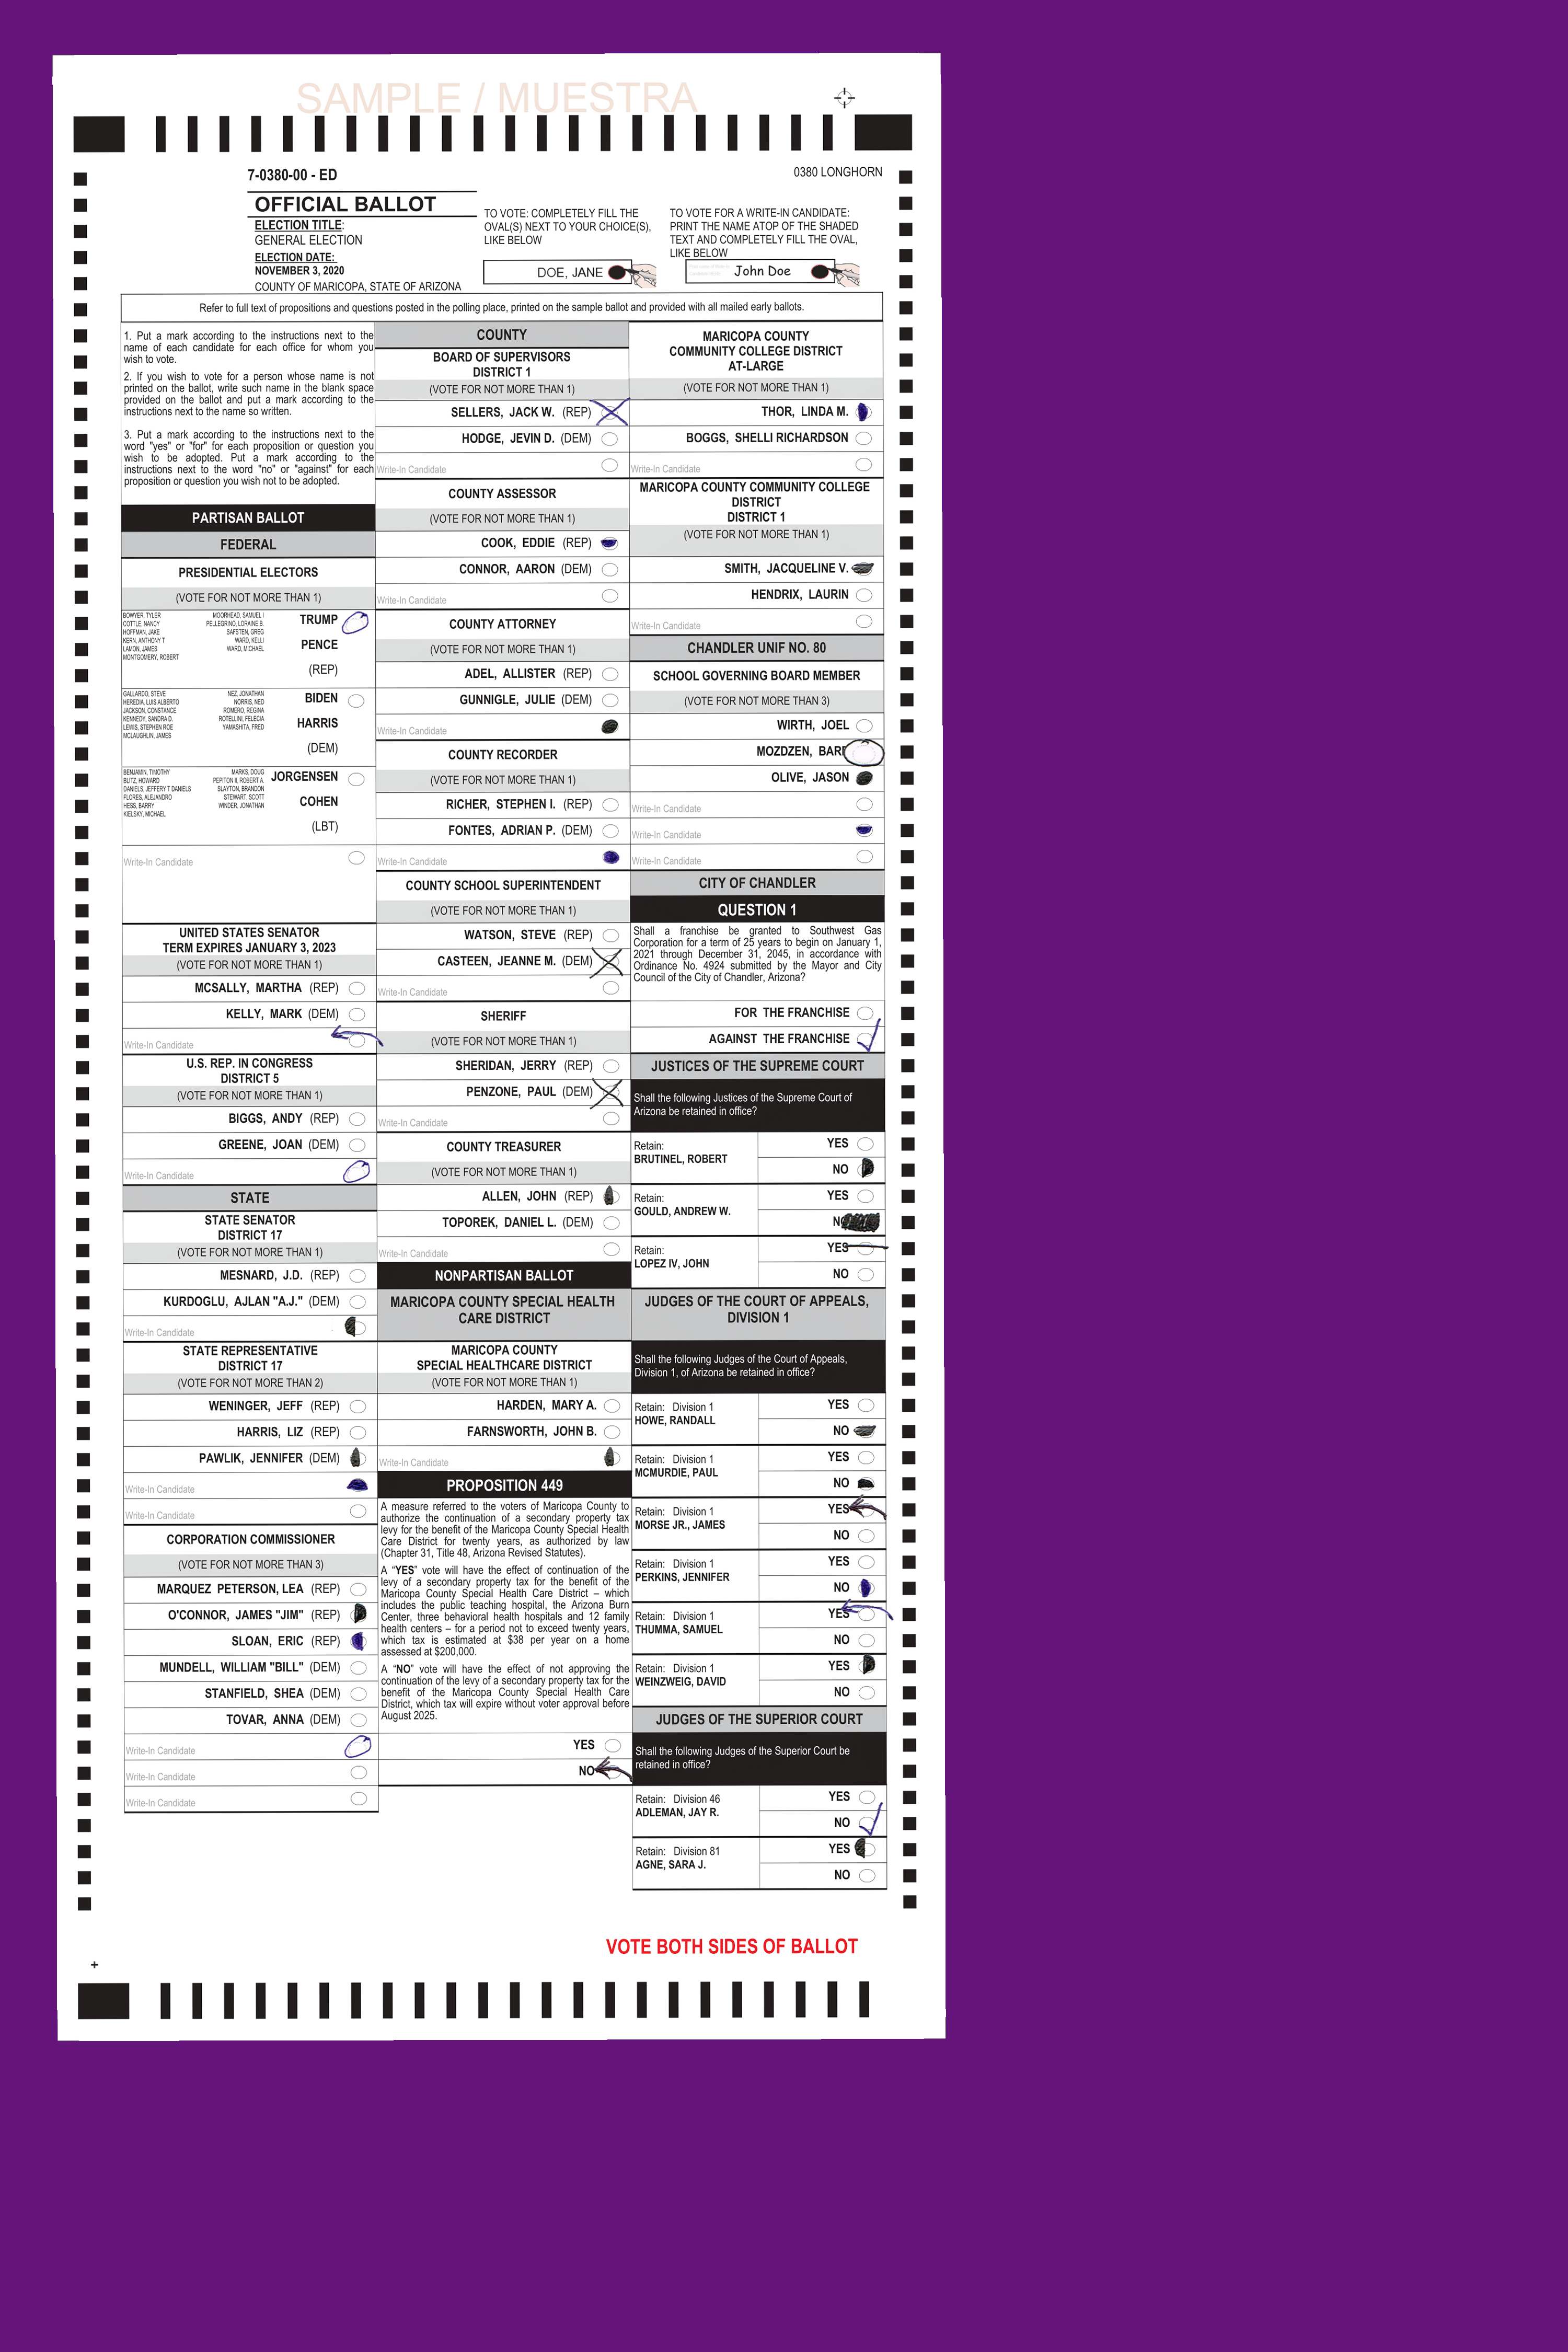 SAMPLE / MUESTRA
7-0380-00 - ED
0380 LONGHORN
OFFICIAL BALLOT
ELECTION TITLE:
GENERAL ELECTION
ELECTION DATE:
NOVEMBER 3, 2020
COUNTY OF MARICOPA, STATE OF ARIZONA
TO VOTE: COMPLETELY FILL THE
OVAL(S) NEXT TO YOUR CHOICE(S),
LIKE BELOW
DOE, JANE
TO VOTE FOR A WRITE-IN CANDIDATE:
PRINT THE NAME ATOP OF THE SHADED
TEXT AND COMPLETELY FILL THE OVAL,
LIKE BELOW
John Doe
Refer to full text of propositions and questions posted in the polling place, printed on the sample ballot and provided with all mailed early ballots.
1. Put a mark according to the instructions next to the
name of each candidate for each office for whom you
wish to vote.
2. If you wish to vote for a person whose name is not
printed on the ballot, write such name in the blank space
provided on the ballot and put a mark according to the
instructions next to the name so written.
3. Put a mark according to the instructions next to the
word "yes" or "for" for each proposition or question you
wish to be adopted. Put a mark according to the
instructions next to the word "no" or "against" for each
proposition or question you wish not to be adopted.
PARTISAN BALLOT
FEDERAL
PRESIDENTIAL ELECTORS
(VOTE FOR NOT MORE THAN 1)
BOWYER, TYLER MOORHEAD, SAMUEL I TRUMP
COTTLE, NANCY PELLEGRINO, LORAINE B.
HOFFMAN, JAKE SAFSTEN, GREG
KERN, ANTHONY T WARD, KELLI PENCE
LAMON, JAMES WARD, MICHAEL
MONTGOMERY, ROBERT
(REP)
GALLARDO, STEVE NEZ, JONATHAN BIDEN
HEREDIA, LUIS ALBERTO NORRIS, NED
JACKSON, CONSTANCE ROMERO, REGINA
KENNEDY, SANDRA D. ROTELLINI, FELECIA HARRIS
LEWIS, STEPHEN ROE YAMASHITA, FRED
MCLAUGHLIN, JAMES
(DEM)
BENJAMIN, TIMOTHY MARKS, DOUG JORGENSEN
BLITZ, HOWARD PEPITON II, ROBERT A.
DANIELS, JEFFERY T DANIELS SLAYTON, BRANDON
FLORES, ALEJANDRO STEWART, SCOTT COHEN
HESS, BARRY WINDER, JONATHAN
KIELSKY, MICHAEL
(LBT)
Write-In Candidate
UNITED STATES SENATOR
TERM EXPIRES JANUARY 3, 2023
(VOTE FOR NOT MORE THAN 1)
MCSALLY, MARTHA (REP)
KELLY, MARK (DEM)
Write-In Candidate
U.S. REP. IN CONGRESS
DISTRICT 5
(VOTE FOR NOT MORE THAN 1)
BIGGS, ANDY (REP)
GREENE, JOAN (DEM)
Write-In Candidate
STATE
STATE SENATOR
DISTRICT 17
(VOTE FOR NOT MORE THAN 1)
MESNARD, J.D. (REP)
KURDOGLU, AJLAN "A.J." (DEM)
Write-In Candidate
STATE REPRESENTATIVE
DISTRICT 17
(VOTE FOR NOT MORE THAN 2)
WENINGER, JEFF (REP)
HARRIS, LIZ (REP)
PAWLIK, JENNIFER (DEM)
Write-In Candidate
Write-In Candidate
CORPORATION COMMISSIONER
(VOTE FOR NOT MORE THAN 3)
MARQUEZ PETERSON, LEA (REP)
O'CONNOR, JAMES "JIM" (REP)
SLOAN, ERIC (REP)
MUNDELL, WILLIAM "BILL" (DEM)
STANFIELD, SHEA (DEM)
TOVAR, ANNA (DEM)
Write-In Candidate
Write-In Candidate
Write-In Candidate
COUNTY
BOARD OF SUPERVISORS
DISTRICT 1
(VOTE FOR NOT MORE THAN 1)
SELLERS, JACK W. (REP)
HODGE, JEVIN D. (DEM)
Write-In Candidate
COUNTY ASSESSOR
(VOTE FOR NOT MORE THAN 1)
COOK, EDDIE (REP)
CONNOR, AARON (DEM)
Write-In Candidate
COUNTY ATTORNEY
(VOTE FOR NOT MORE THAN 1)
ADEL, ALLISTER (REP)
GUNNIGLE, JULIE (DEM)
Write-In Candidate
COUNTY RECORDER
(VOTE FOR NOT MORE THAN 1)
RICHER, STEPHEN I. (REP)
FONTES, ADRIAN P. (DEM)
Write-In Candidate
COUNTY SCHOOL SUPERINTENDENT
(VOTE FOR NOT MORE THAN 1)
WATSON, STEVE (REP)
CASTEEN, JEANNE M. (DEM)
Write-In Candidate
SHERIFF
(VOTE FOR NOT MORE THAN 1)
SHERIDAN, JERRY (REP)
PENZONE, PAUL (DEM)
Write-In Candidate
COUNTY TREASURER
(VOTE FOR NOT MORE THAN 1)
ALLEN, JOHN (REP)
TOPOREK, DANIEL L. (DEM)
Write-In Candidate
NONPARTISAN BALLOT
MARICOPA COUNTY SPECIAL HEALTH
CARE DISTRICT
MARICOPA COUNTY
SPECIAL HEALTHCARE DISTRICT
(VOTE FOR NOT MORE THAN 1)
HARDEN, MARY A.
FARNSWORTH, JOHN B.
Write-In Candidate
PROPOSITION 449
A measure referred to the voters of Maricopa County to
authorize the continuation of a secondary property tax
levy for the benefit of the Maricopa County Special Health
Care District for twenty years, as authorized by law
(Chapter 31, Title 48, Arizona Revised Statutes).
A “YES” vote will have the effect of continuation of the
levy of a secondary property tax for the benefit of the
Maricopa County Special Health Care District – which
includes the public teaching hospital, the Arizona Burn
Center, three behavioral health hospitals and 12 family
health centers – for a period not to exceed twenty years,
which tax is estimated at $38 per year on a home
assessed at $200,000.
A “NO” vote will have the effect of not approving the
continuation of the levy of a secondary property tax for the
benefit of the Maricopa County Special Health Care
District, which tax will expire without voter approval before
August 2025.
YES
NO
MARICOPA COUNTY
COMMUNITY COLLEGE DISTRICT
AT-LARGE
(VOTE FOR NOT MORE THAN 1)
THOR, LINDA M.
BOGGS, SHELLI RICHARDSON
Write-In Candidate
MARICOPA COUNTY COMMUNITY COLLEGE
DISTRICT
DISTRICT 1
(VOTE FOR NOT MORE THAN 1)
SMITH, JACQUELINE V.
HENDRIX, LAURIN
Write-In Candidate
CHANDLER UNIF NO. 80
SCHOOL GOVERNING BOARD MEMBER
(VOTE FOR NOT MORE THAN 3)
WIRTH, JOEL
MOZDZEN,
OLIVE, JASON
Write-In Candidate
Write-In Candidate
Write-In Candidate
CITY OF CHANDLER
QUESTION 1
Shall a franchise be granted to Southwest Gas
Corporation for a term of 25 years to begin on January 1,
2021 through December 31, 2045, in accordance with
Ordinance No. 4924 submitted by the Mayor and City
Council of the City of Chandler, Arizona?
FOR THE FRANCHISE
AGAINST THE FRANCHISE
JUSTICES OF THE SUPREME COURT
Shall the following Justices of the Supreme Court of
Arizona be retained in office?
Retain: YES
BRUTINEL, ROBERT
NO
Retain: YES
GOULD, ANDREW W.
NO
Retain: YES
LOPEZ IV, JOHN
NO
JUDGES OF THE COURT OF APPEALS,
DIVISION 1
Shall the following Judges of the Court of Appeals,
Division 1, of Arizona be retained in office?
Retain: Division 1 YES
HOWE, RANDALL
NO
Retain: Division 1 YES
MCMURDIE, PAUL
NO
Retain: Division 1 YES
MORSE JR., JAMES
NO
Retain: Division 1 YES
PERKINS, JENNIFER
NO
Retain: Division 1 YES
THUMMA, SAMUEL
NO
Retain: Division 1 YES
WEINZWEIG, DAVID
NO
JUDGES OF THE SUPERIOR COURT
Shall the following Judges of the Superior Court be
retained in office?
Retain: Division 46 YES
ADLEMAN, JAY R.
NO
Retain: Division 81 YES
AGNE, SARA J.
NO
VOTE BOTH SIDES OF BALLOT